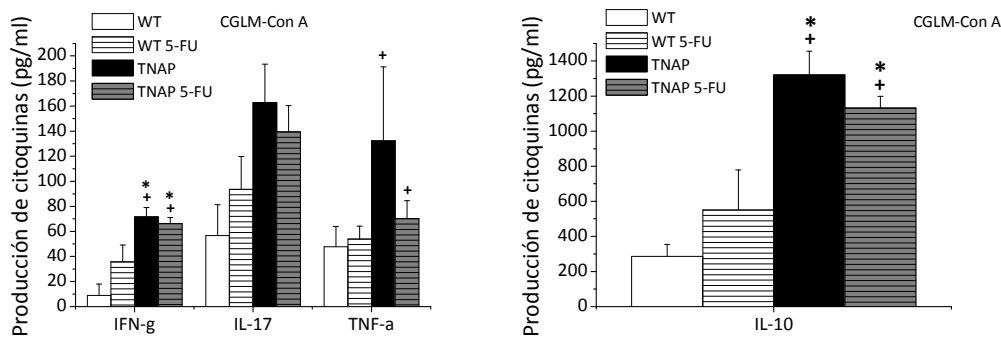 Producción de citoquinas (pg/ml)
CGLM-Con A
WT
WT 5-FU
TNAP
TNAP 5-FU
200
180
160
140
120
100
80
60
40
20
0
*
+
*
+
+
+
IFN-g IL-17 TNF-a
Producción de citoquinas (pg/ml)
CGLM-Con A
WT
WT 5-FU
TNAP
TNAP 5-FU
1400
1200
1000
800
600
400
200
0
*
+
*
+
IL-10